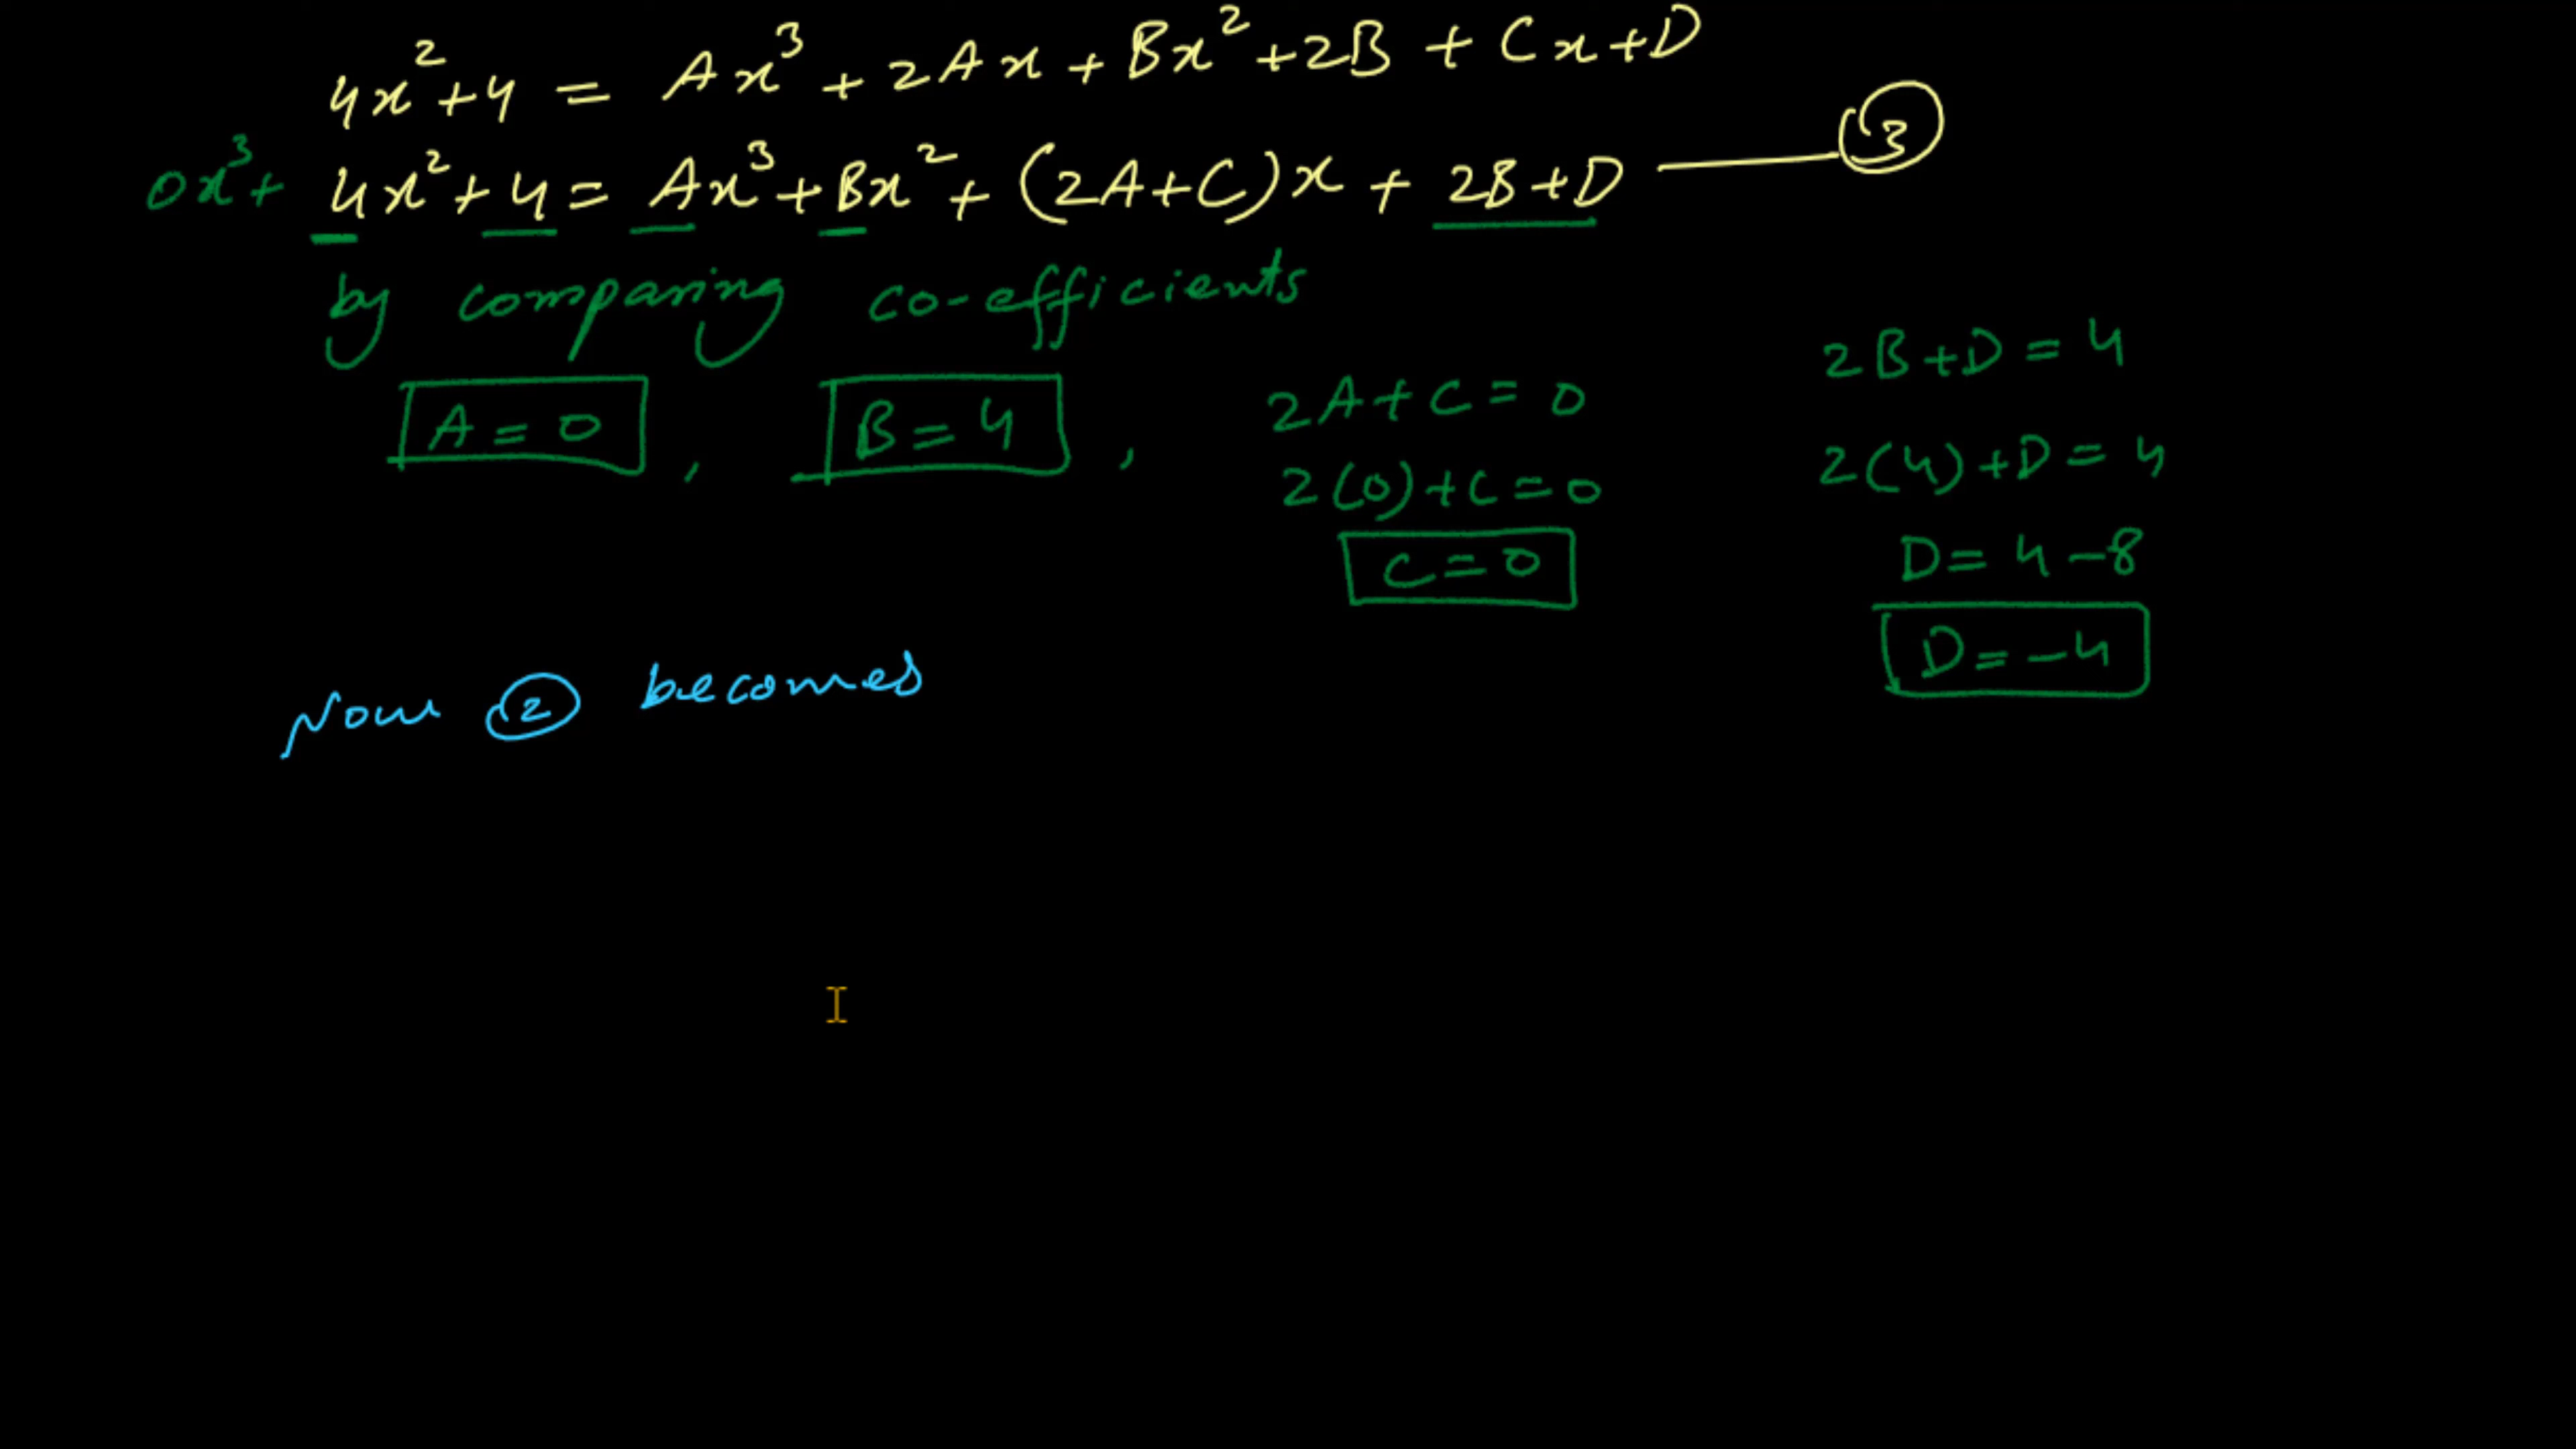 4x²+4 = Ax³ + 2Ax + Bx² + 2B + Cx + D
0x³+ 4x²+ 4 = Ax³ + Bx² + (2A+C)x + 2B+D —— ③
by comparing co-efficients
A = 0 , B = 4 ,
2A + C = 0
2(0) + C = 0
C = 0
2B + D = 4
2(4) + D = 4
D = 4 - 8
D = -4
Now ② becomes